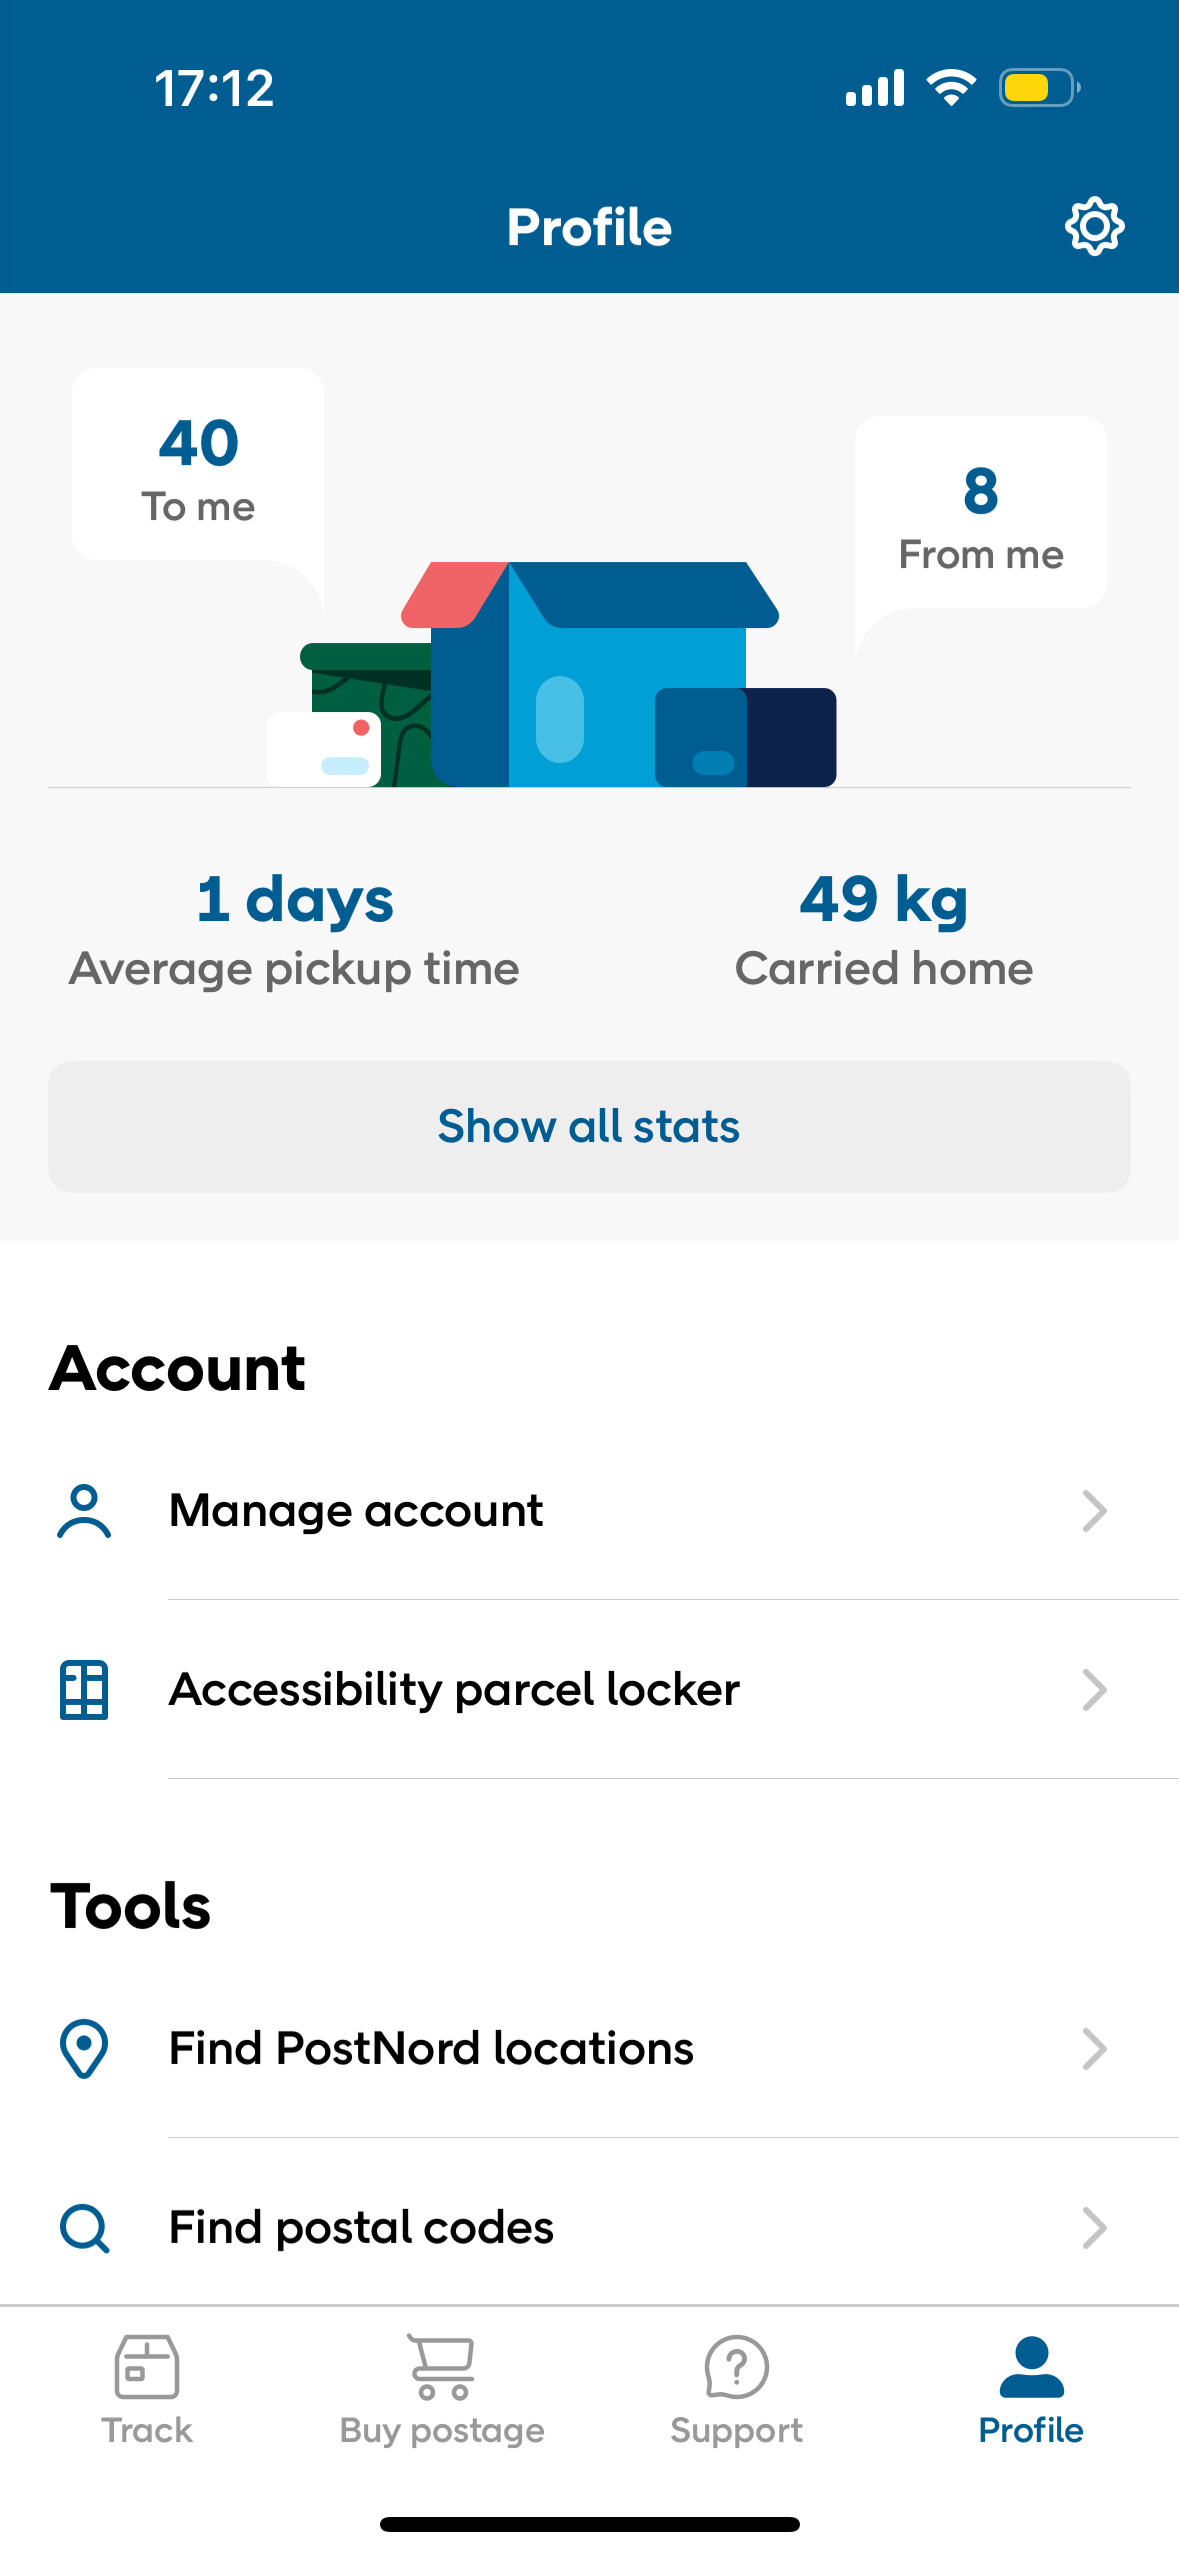 17:12
Profile
40
To me
8
From me
1 days
Average pickup time
49 kg
Carried home
Show all stats
Account
Manage account
Accessibility parcel locker
Tools
Find PostNord locations
Find postal codes
Track
Buy postage
Support
Profile